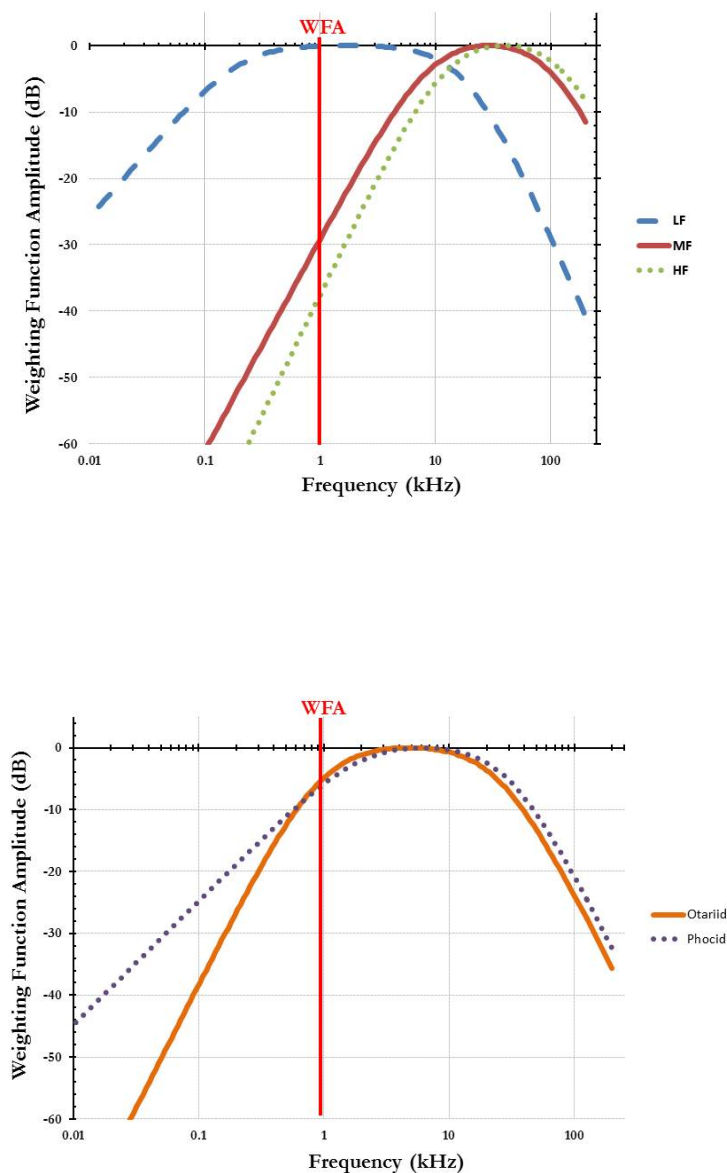 WFA
0
-10
-20
-30
-40
-50
-60
Weighting Function Amplitude (dB)
0.01 0.1 1 10 100
Frequency (kHz)
LF
MF
HF
WFA
0
-10
-20
-30
-40
-50
-60
Weighting Function Amplitude (dB)
0.01 0.1 1 10 100
Frequency (kHz)
Otariid
Phocid